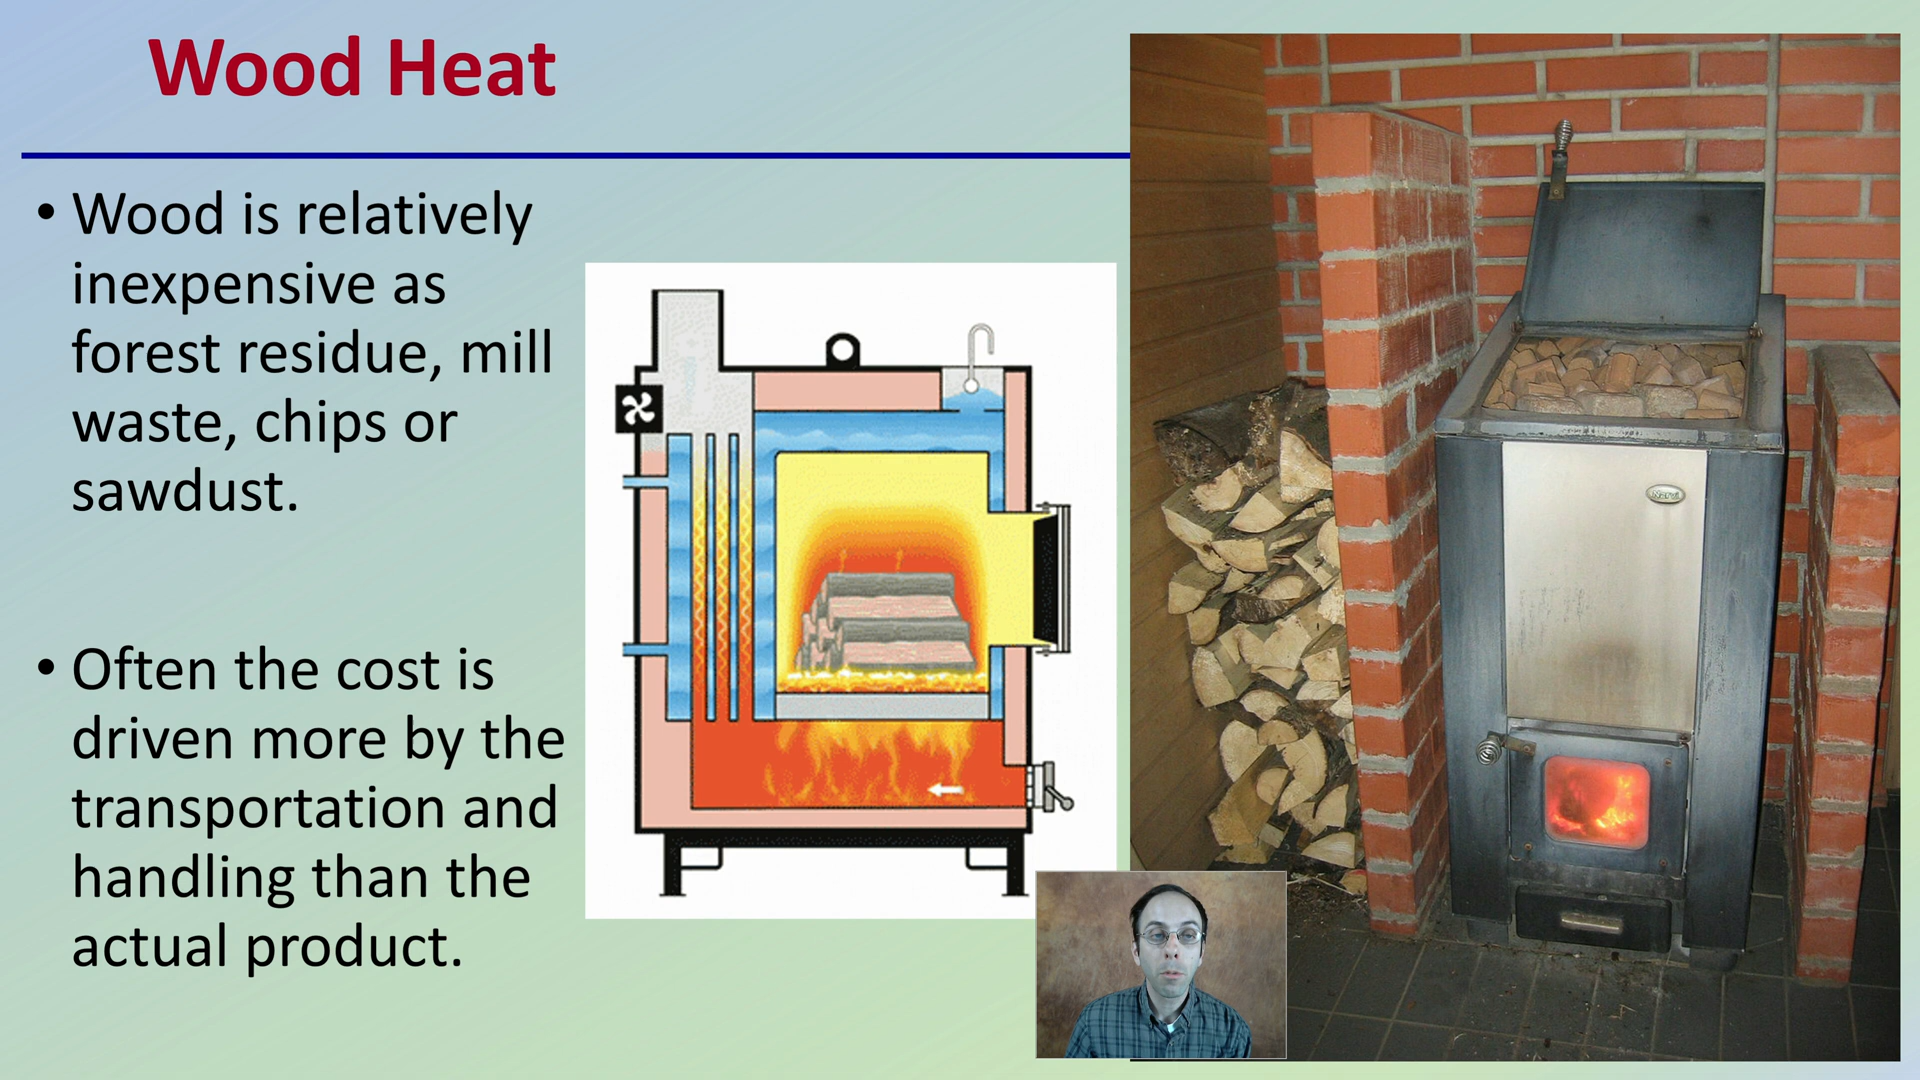 Wood Heat
• Wood is relatively
inexpensive as
forest residue, mill
waste, chips or
sawdust.
• Often the cost is
driven more by the
transportation and
handling than the
actual product.
Narvi